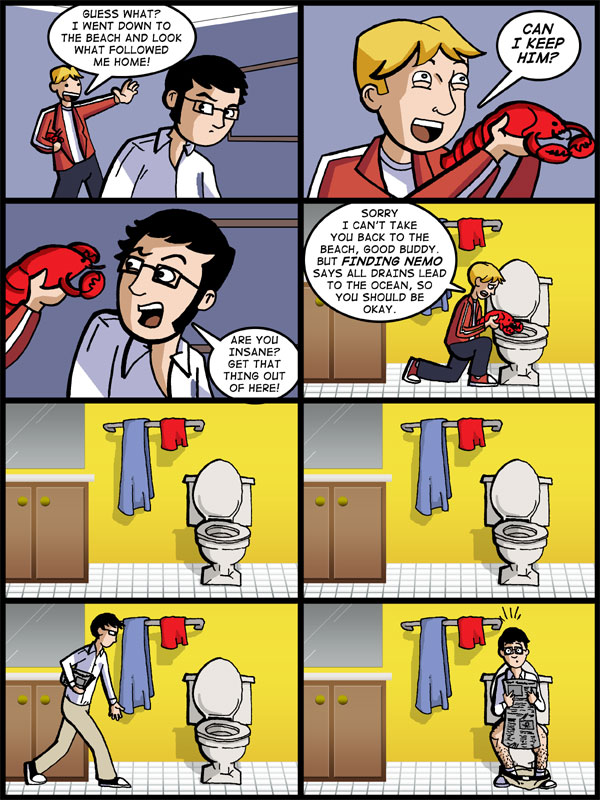 GUESS WHAT?
I WENT DOWN TO
THE BEACH AND LOOK
WHAT FOLLOWED
ME HOME!
CAN
I KEEP
HIM?
ARE YOU
INSANE?
GET THAT
THING OUT
OF HERE!
SORRY
I CAN'T TAKE
YOU BACK TO THE
BEACH, GOOD BUDDY.
BUT FINDING NEMO
SAYS ALL DRAINS LEAD
TO THE OCEAN, SO
YOU SHOULD BE
OKAY.